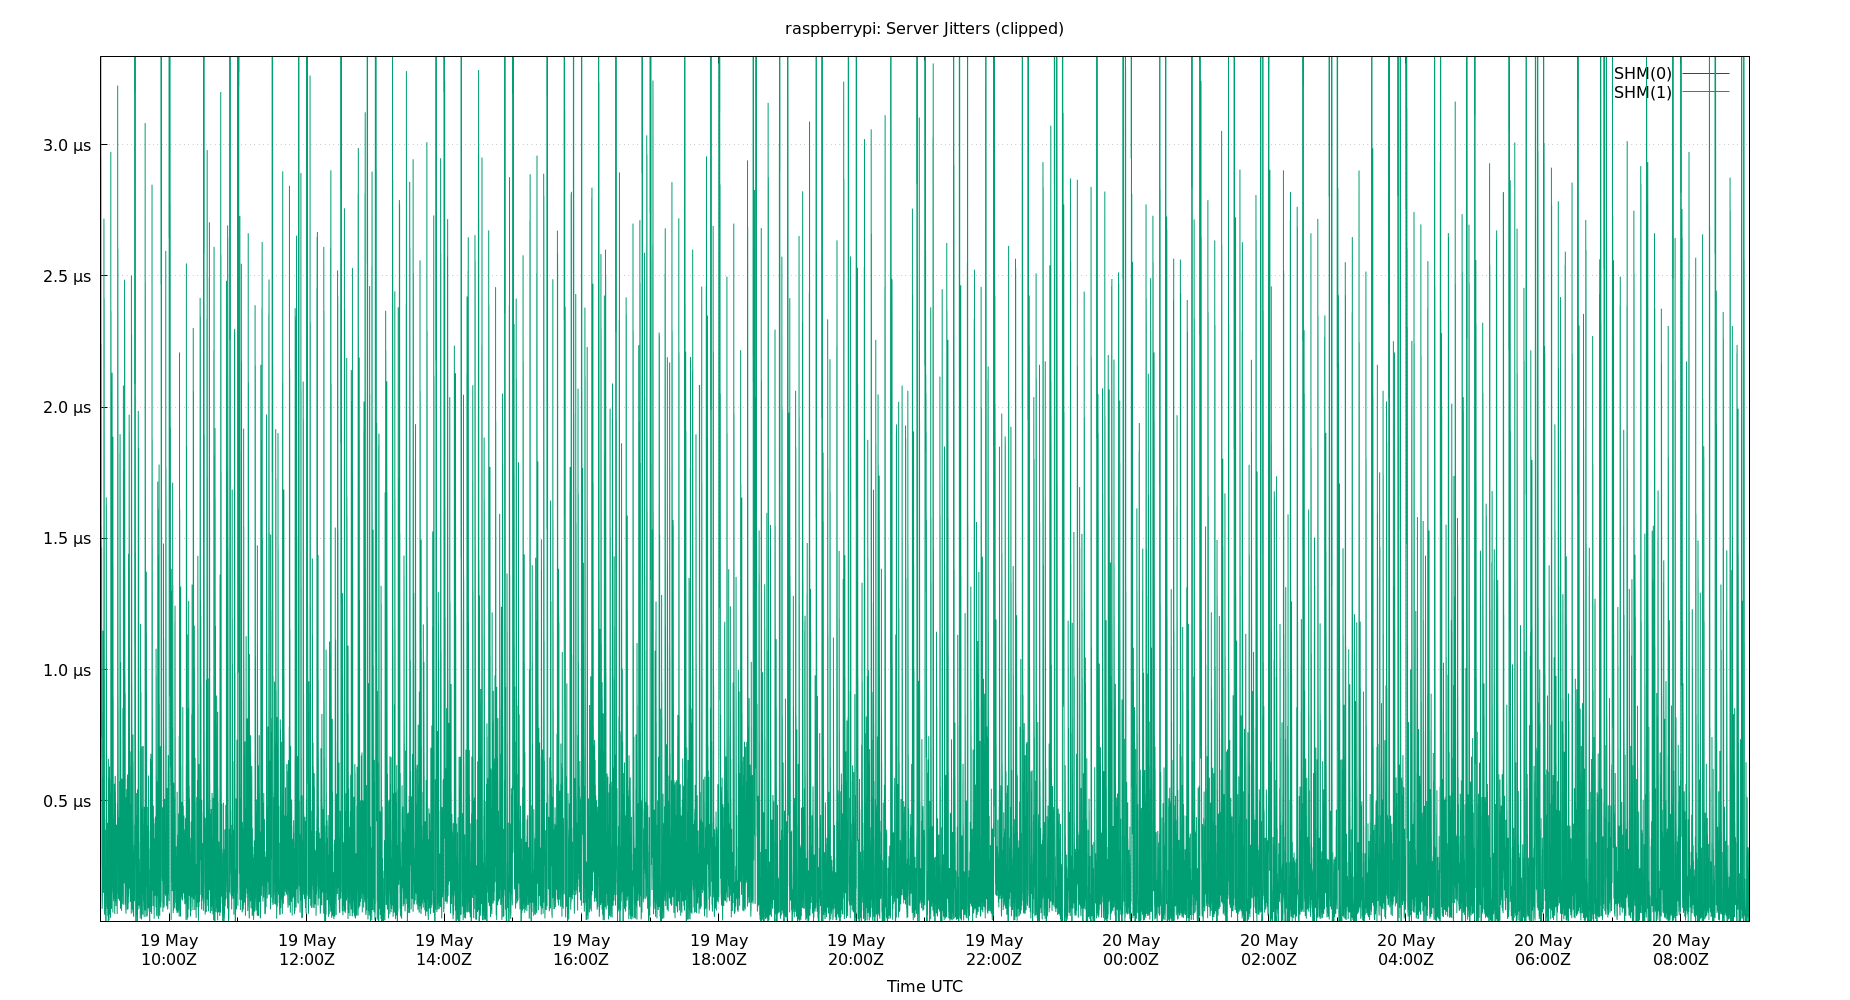 raspberrypi: Server Jitters (clipped)
SHM(0)
SHM(1)
3.0 µs
2.5 µs
2.0 µs
1.5 µs
1.0 µs
0.5 µs
19 May 19 May 19 May 19 May 19 May 19 May 19 May 20 May 20 May 20 May 20 May 20 May
10:00Z 12:00Z 14:00Z 16:00Z 18:00Z 20:00Z 22:00Z 00:00Z 02:00Z 04:00Z 06:00Z 08:00Z
Time UTC